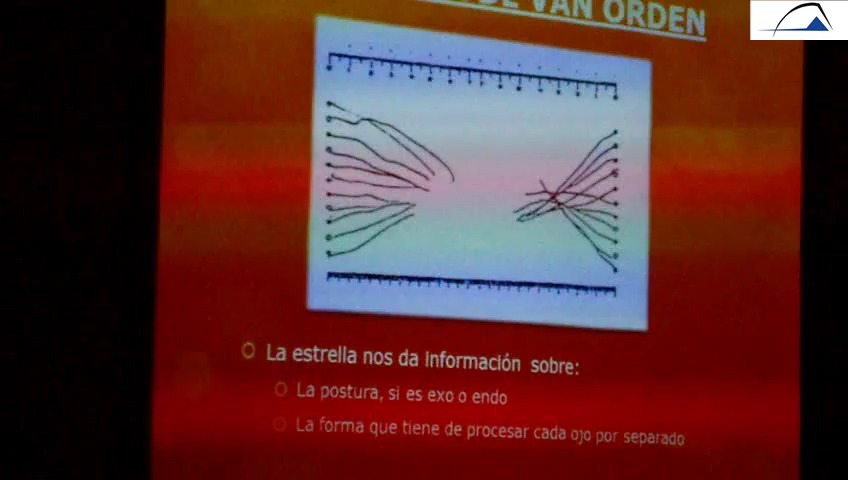 DE VAN ORDEN
La estrella nos da información sobre:
La postura, si es exo o endo
La forma que tiene de procesar cada ojo por separado